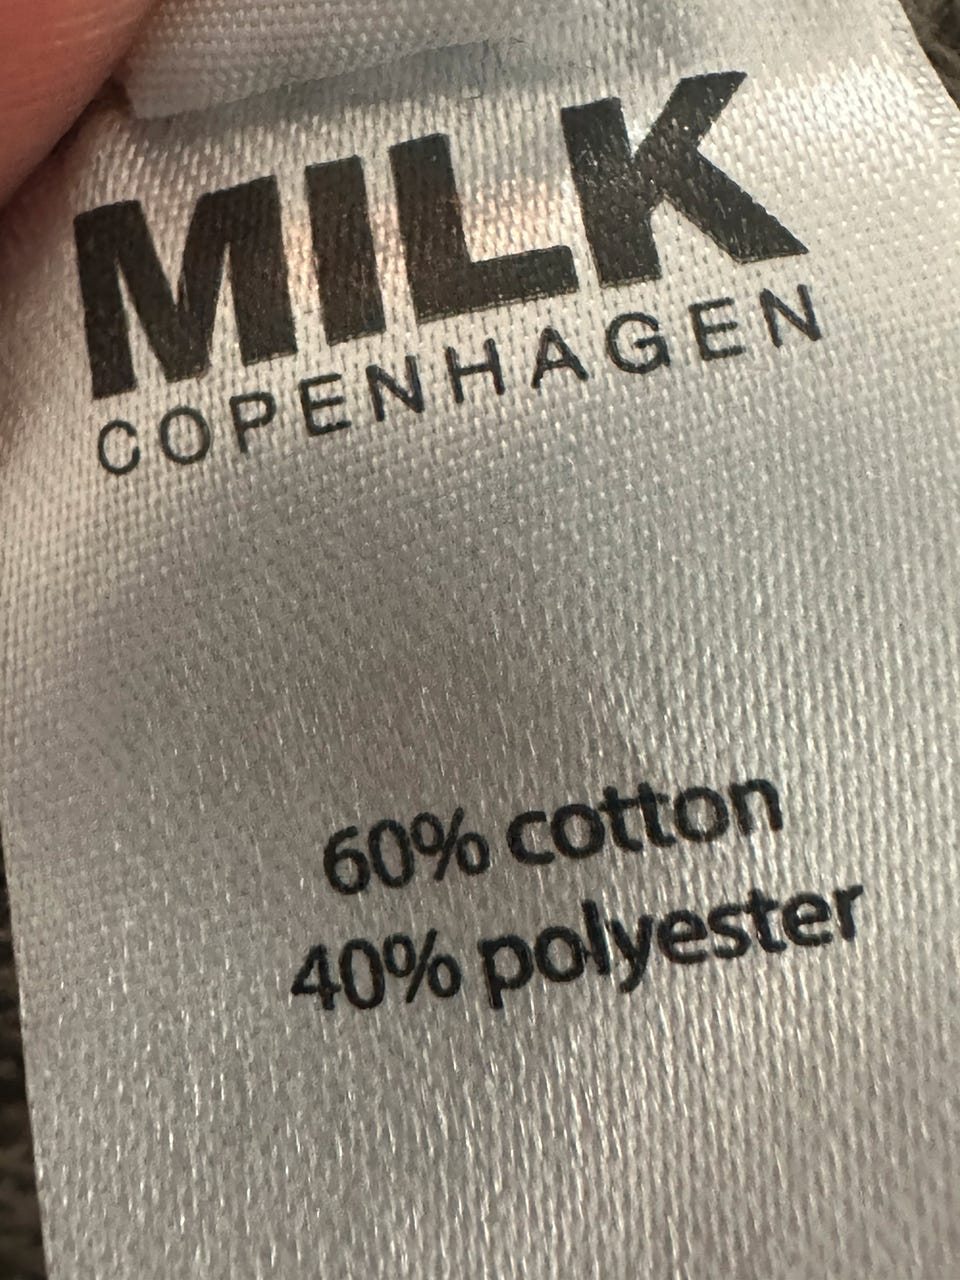 MILK
COPENHAGEN
60% cotton
40% polyester